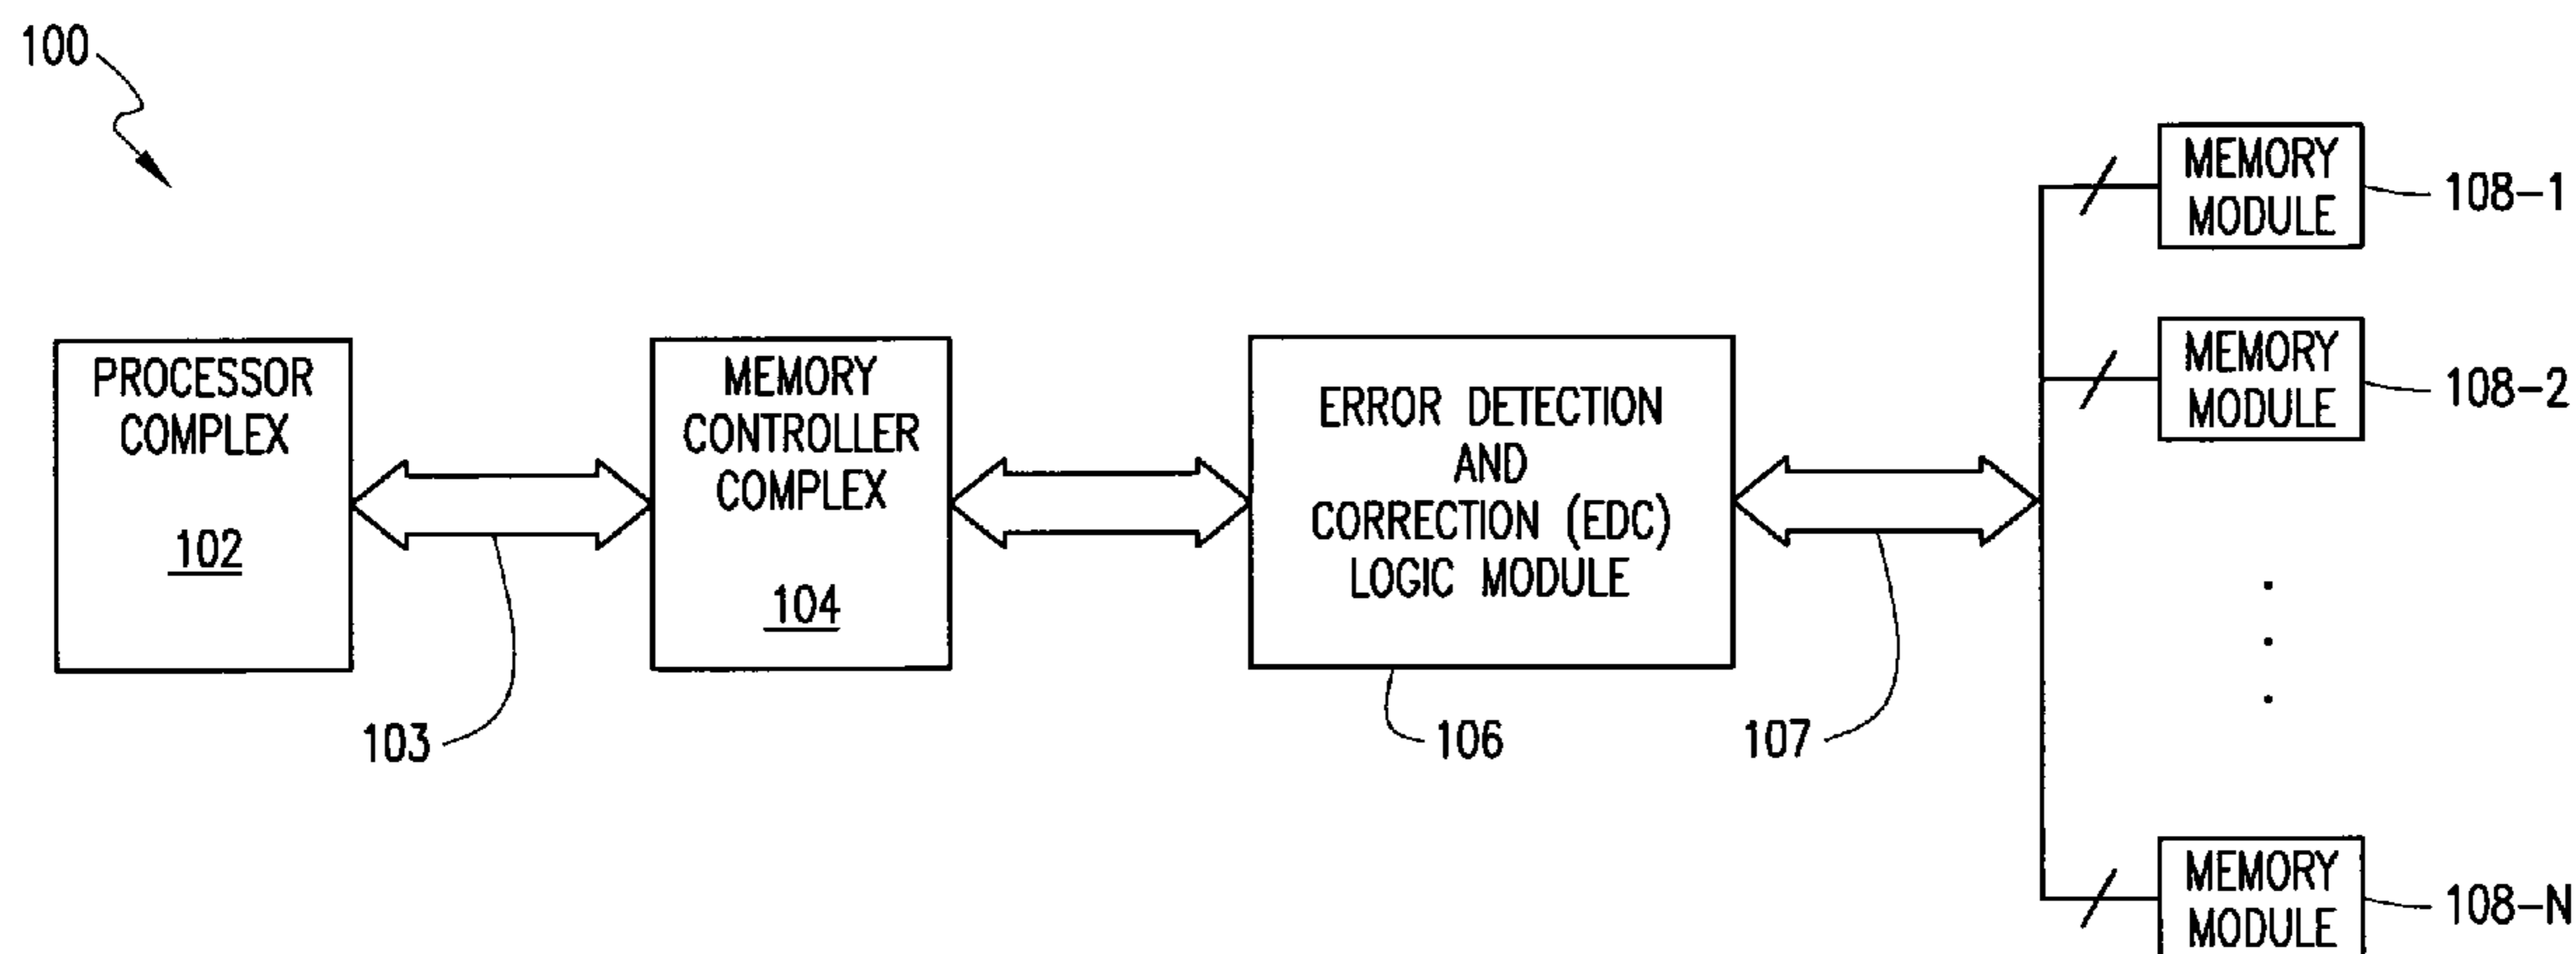 100
PROCESSOR
COMPLEX
102
103
MEMORY
CONTROLLER
COMPLEX
104
ERROR DETECTION
AND
CORRECTION (EDC)
LOGIC MODULE
106
107
MEMORY
MODULE
108-1
MEMORY
MODULE
108-2
MEMORY
MODULE
108-N